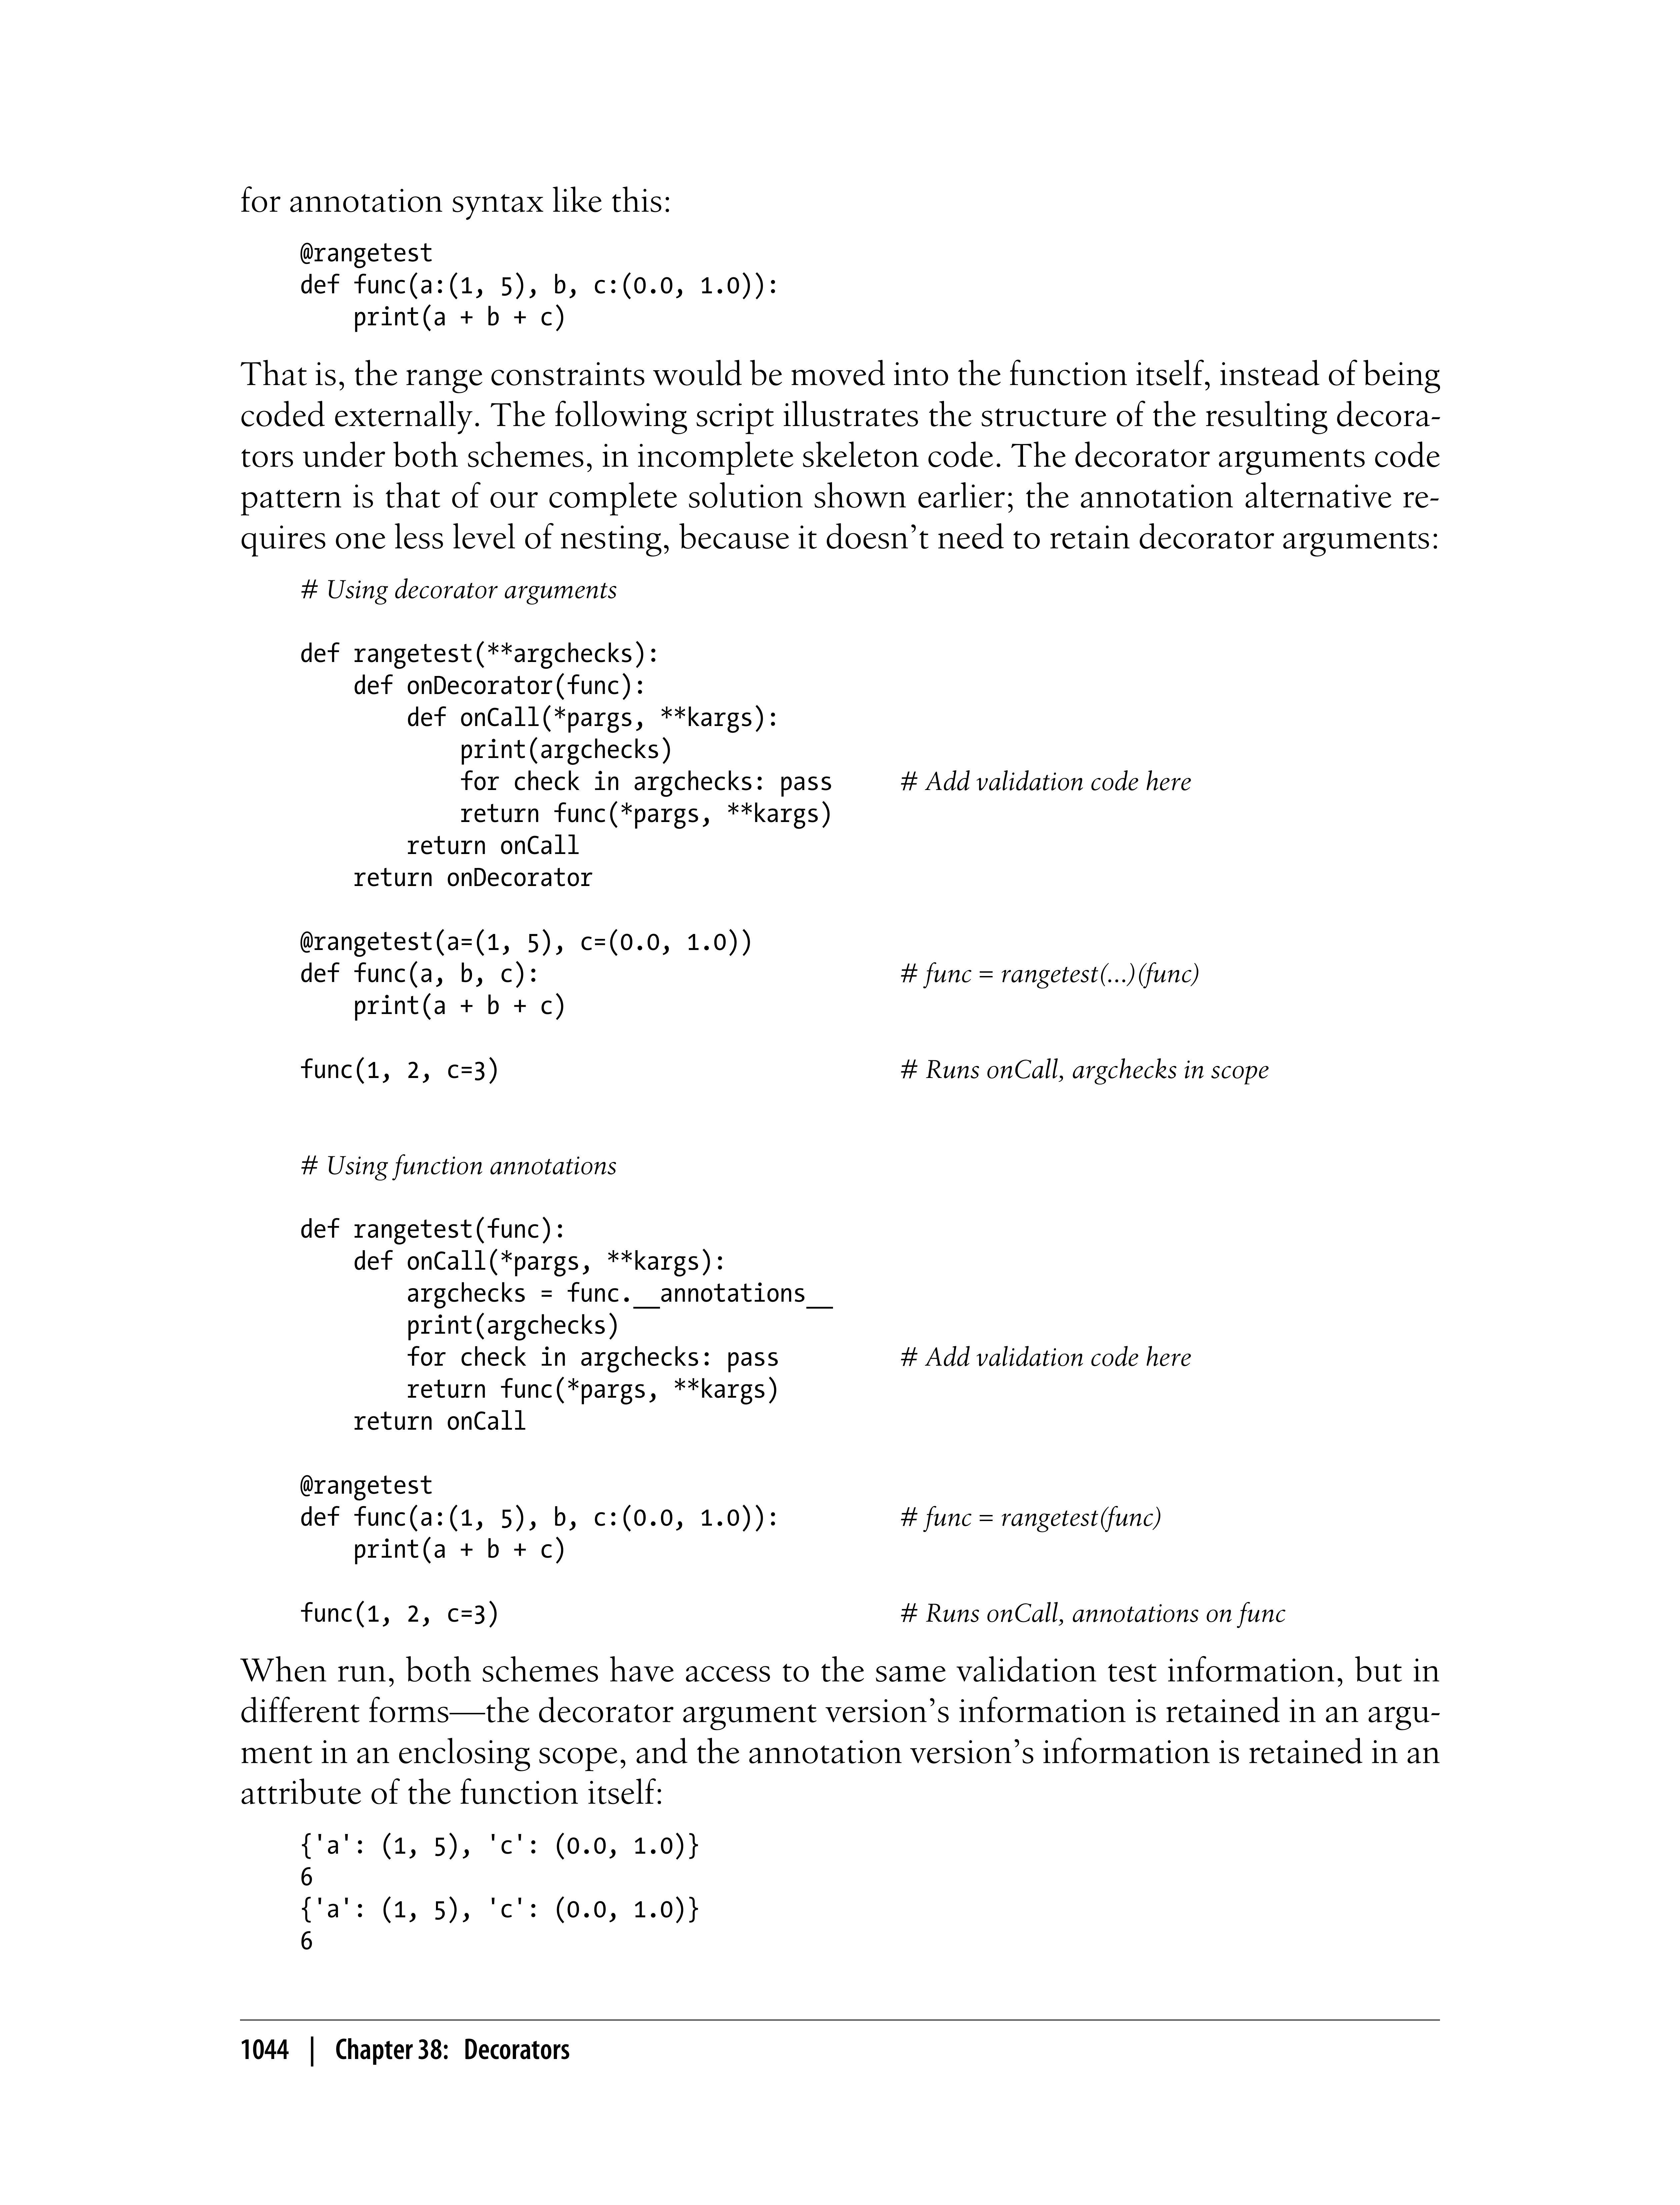 for annotation syntax like this:
@rangetest
def func(a:(1, 5), b, c:(0.0, 1.0)):
    print(a + b + c)
That is, the range constraints would be moved into the function itself, instead of being
coded externally. The following script illustrates the structure of the resulting decora-
tors under both schemes, in incomplete skeleton code. The decorator arguments code
pattern is that of our complete solution shown earlier; the annotation alternative re-
quires one less level of nesting, because it doesn’t need to retain decorator arguments:
# Using decorator arguments
def rangetest(**argchecks):
    def onDecorator(func):
        def onCall(*pargs, **kargs):
            print(argchecks)
            for check in argchecks: pass     # Add validation code here
            return func(*pargs, **kargs)
        return onCall
    return onDecorator
@rangetest(a=(1, 5), c=(0.0, 1.0))
def func(a, b, c):                           # func = rangetest(...)(func)
    print(a + b + c)
func(1, 2, c=3)                              # Runs onCall, argchecks in scope
# Using function annotations
def rangetest(func):
    def onCall(*pargs, **kargs):
        argchecks = func.__annotations__
        print(argchecks)
        for check in argchecks: pass         # Add validation code here
        return func(*pargs, **kargs)
    return onCall
@rangetest
def func(a:(1, 5), b, c:(0.0, 1.0)):         # func = rangetest(func)
    print(a + b + c)
func(1, 2, c=3)                              # Runs onCall, annotations on func
When run, both schemes have access to the same validation test information, but in
different forms—the decorator argument version’s information is retained in an argu-
ment in an enclosing scope, and the annotation version’s information is retained in an
attribute of the function itself:
{'a': (1, 5), 'c': (0.0, 1.0)}
6
{'a': (1, 5), 'c': (0.0, 1.0)}
6
1044 | Chapter 38: Decorators